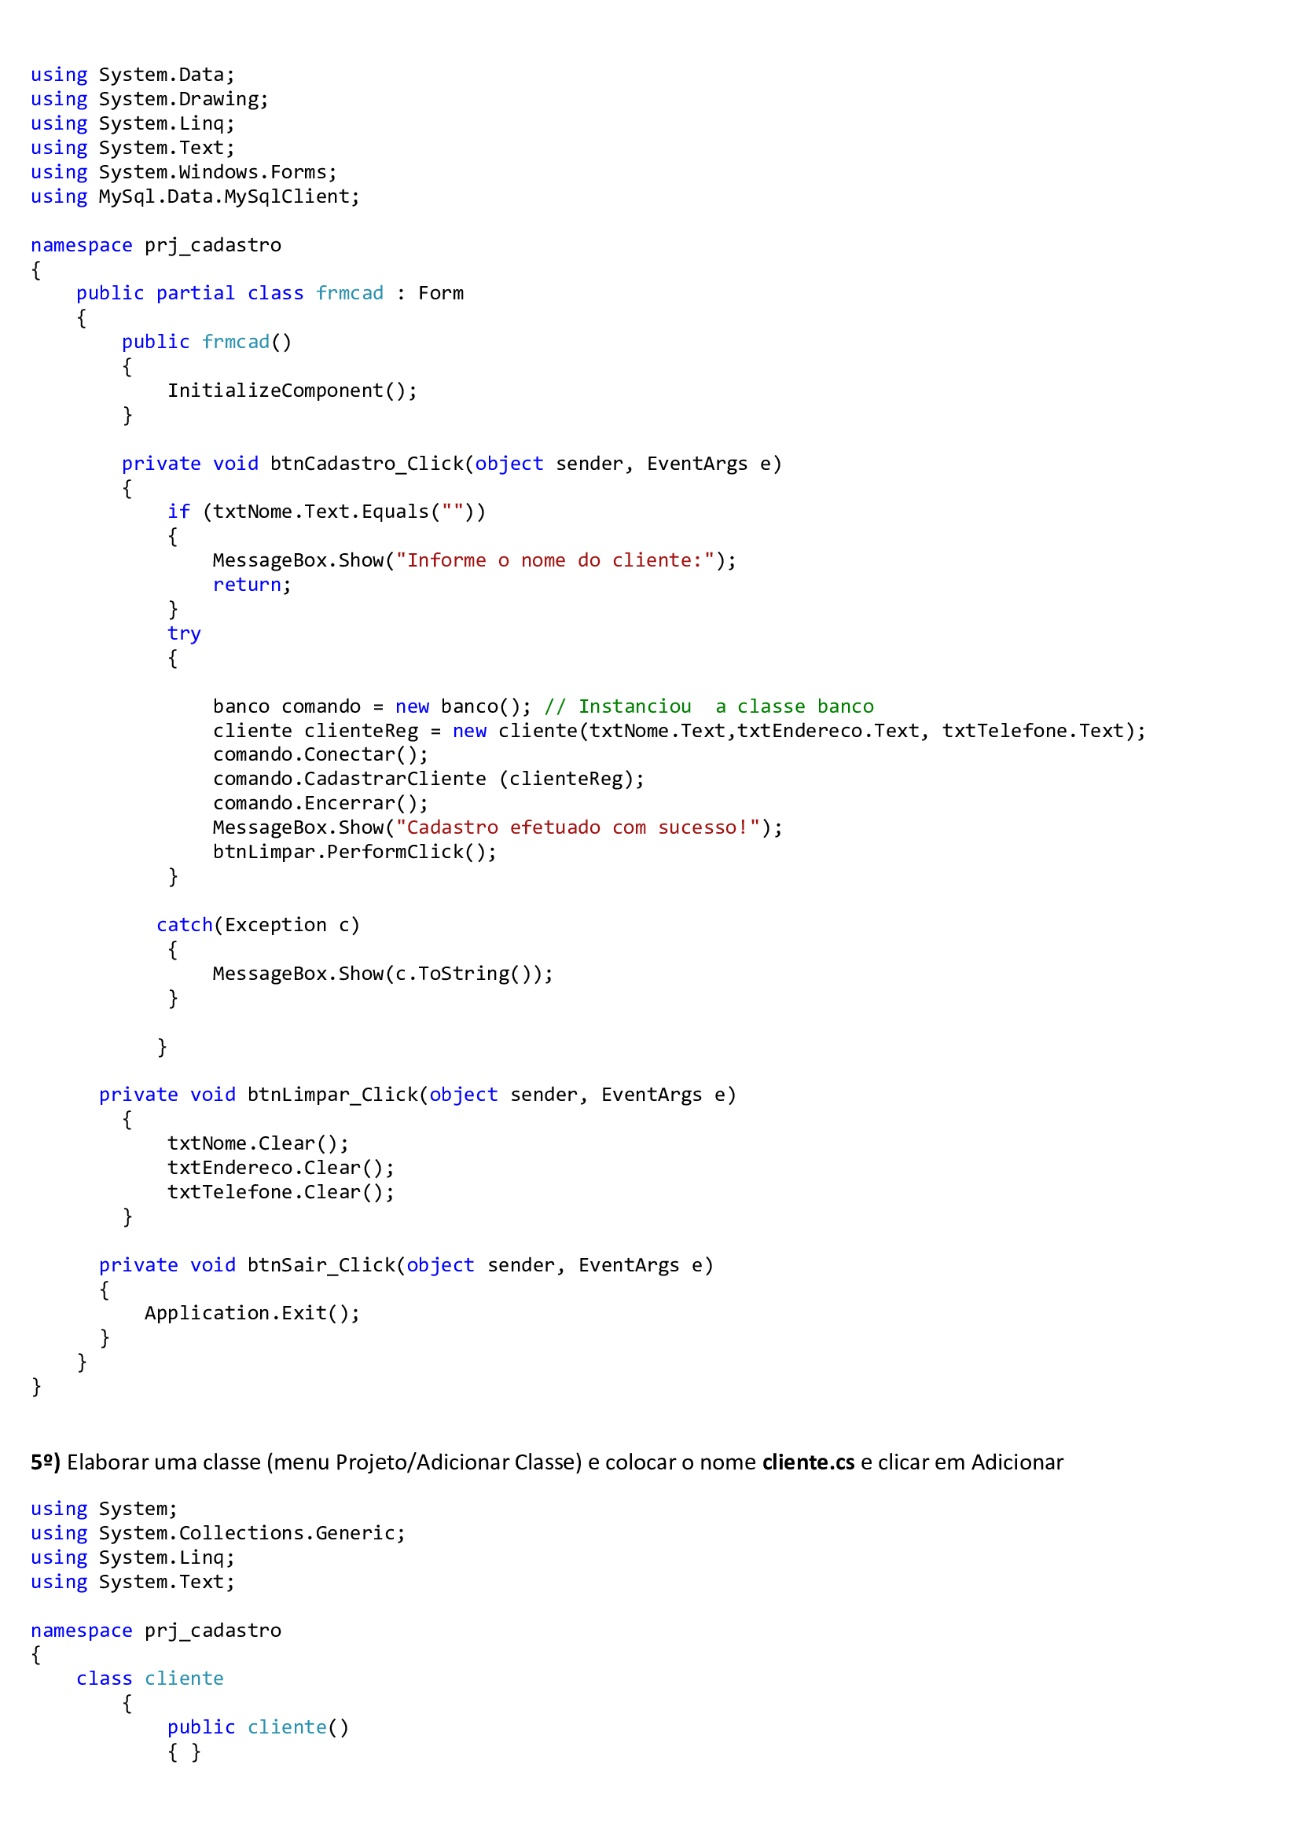 using System.Data;
using System.Drawing;
using System.Linq;
using System.Text;
using System.Windows.Forms;
using MySql.Data.MySqlClient;

namespace prj_cadastro
{
    public partial class frmcad : Form
    {
        public frmcad()
        {
            InitializeComponent();
        }

        private void btnCadastro_Click(object sender, EventArgs e)
        {
            if (txtNome.Text.Equals(""))
            {
                MessageBox.Show("Informe o nome do cliente:");
                return;
            }
            try
            {

                banco comando = new banco(); // Instanciou  a classe banco
                cliente clienteReg = new cliente(txtNome.Text,txtEndereco.Text, txtTelefone.Text);
                comando.Conectar();
                comando.CadastrarCliente (clienteReg);
                comando.Encerrar();
                MessageBox.Show("Cadastro efetuado com sucesso!");
                btnLimpar.PerformClick();
            }

           catch(Exception c)
            {
                MessageBox.Show(c.ToString());
            }

           }

      private void btnLimpar_Click(object sender, EventArgs e)
        {
            txtNome.Clear();
            txtEndereco.Clear();
            txtTelefone.Clear();
        }

      private void btnSair_Click(object sender, EventArgs e)
      {
          Application.Exit();
      }
    }
}

5º) Elaborar uma classe (menu Projeto/Adicionar Classe) e colocar o nome cliente.cs e clicar em Adicionar

using System;
using System.Collections.Generic;
using System.Linq;
using System.Text;

namespace prj_cadastro
{
    class cliente
        {
            public cliente()
            { }